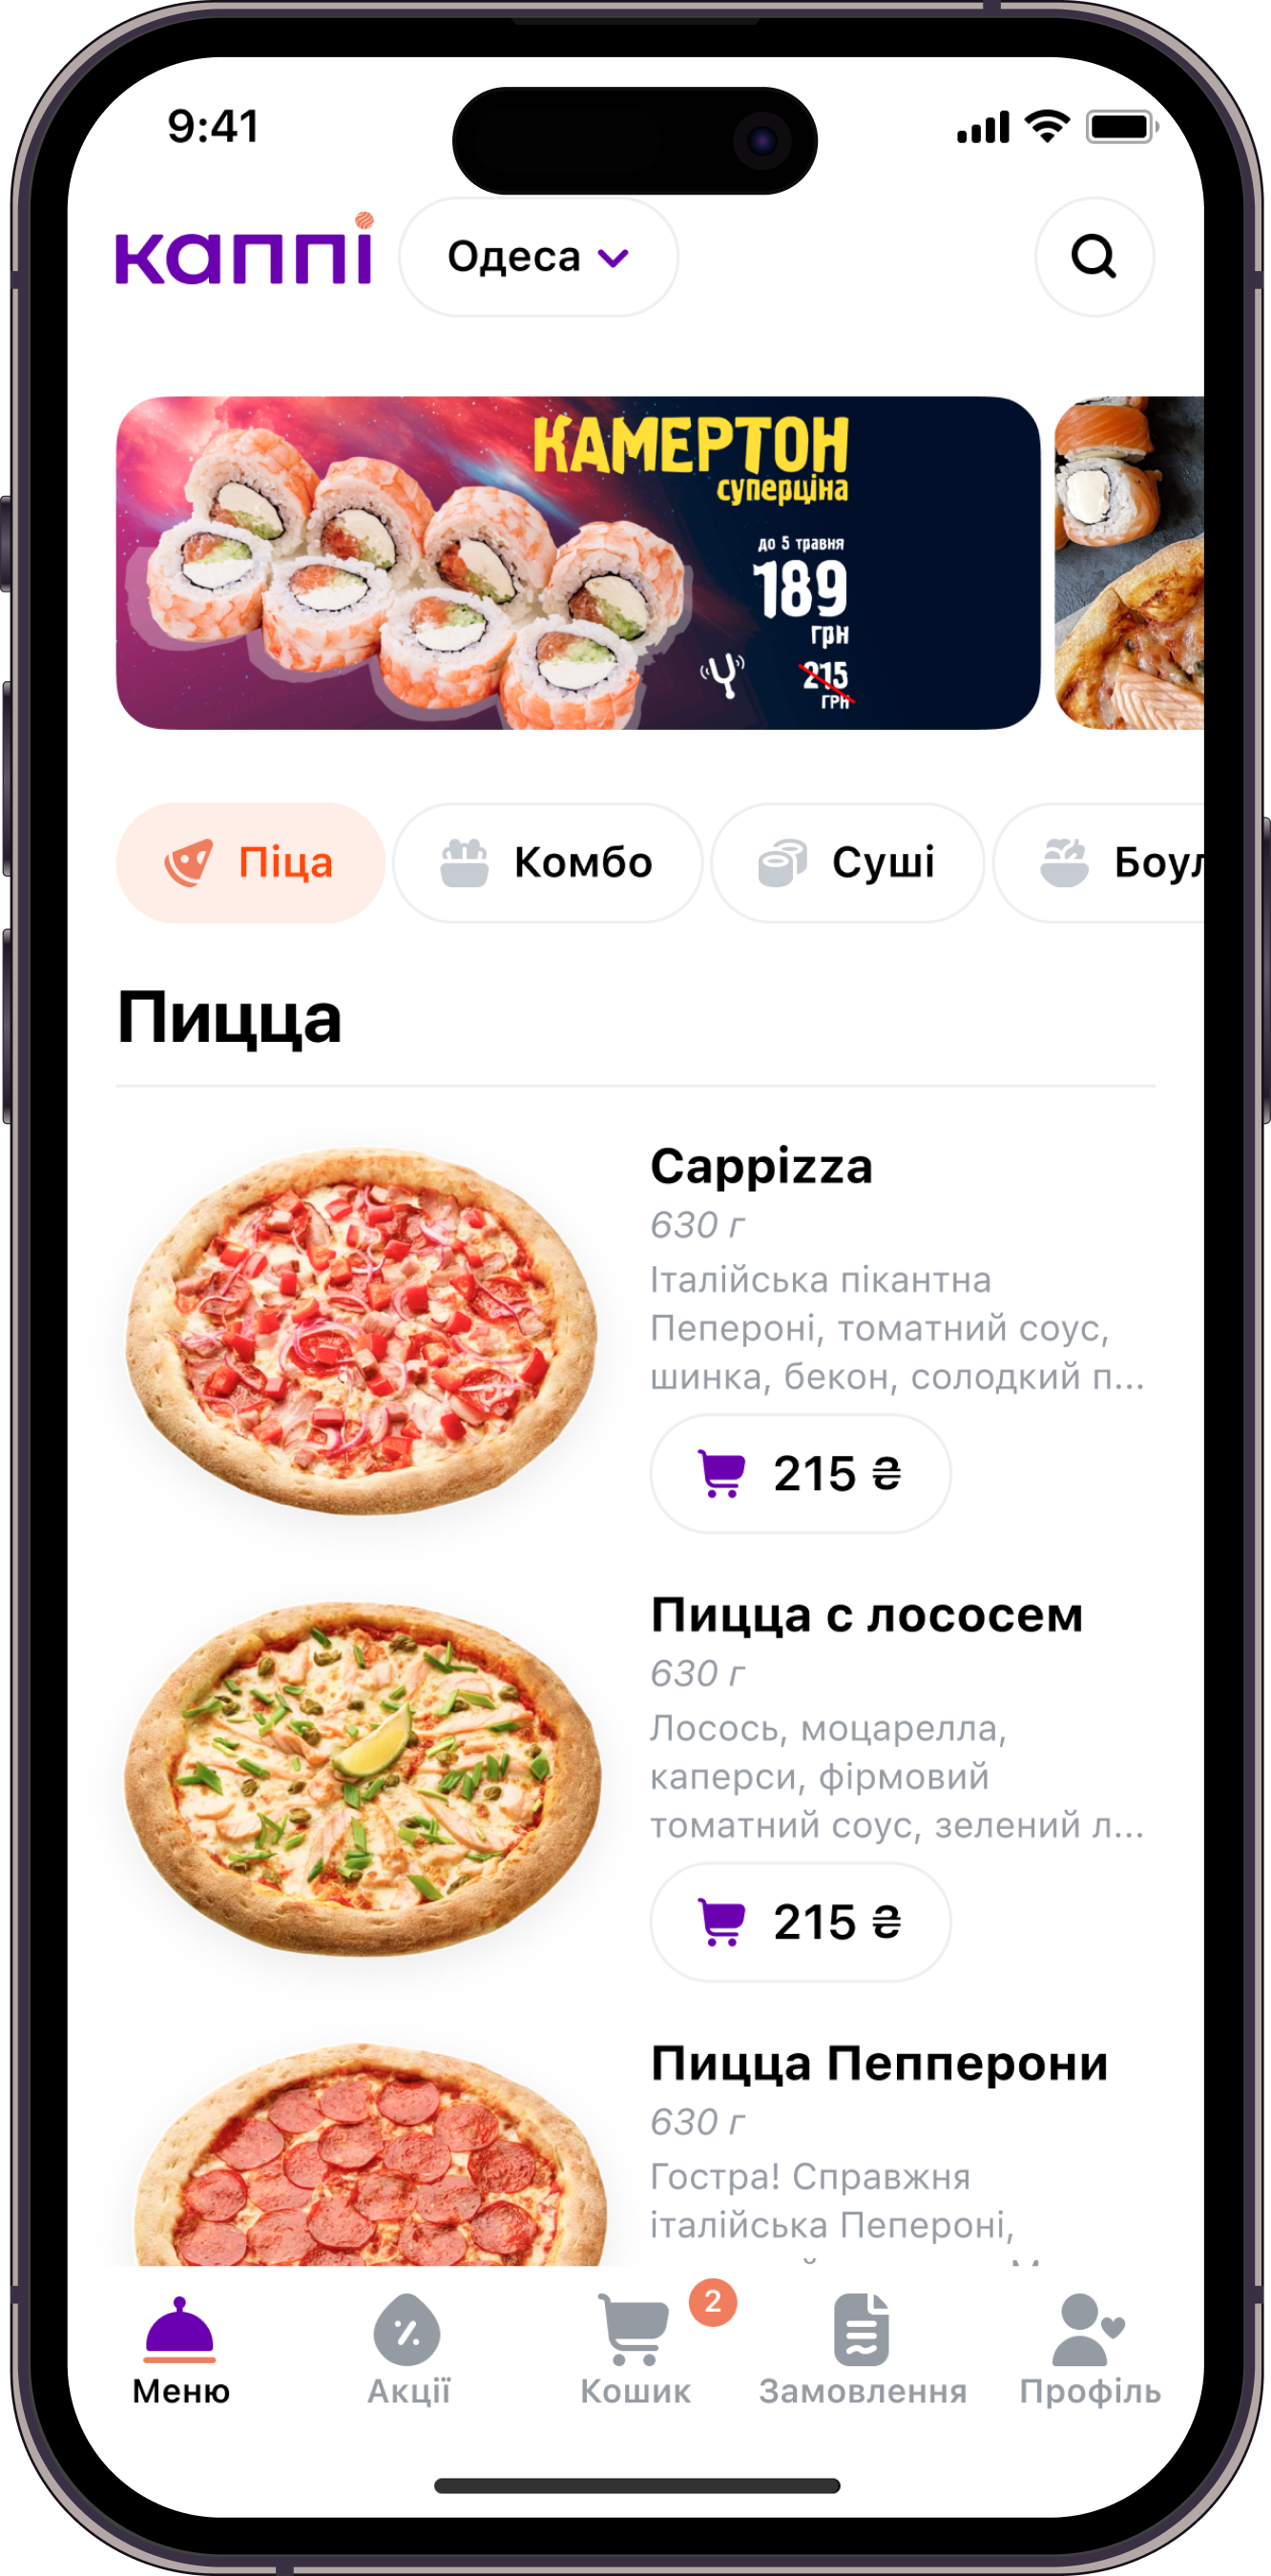 9:41
каппі
Одеса
КАМЕРТОН
суперціна
до 5 травня
189
грн
215
ГРН
Піца
Комбо
Суші
Пицца
Cappizza
630 г
Італійська пікантна
Пепероні, томатний соус,
шинка, бекон, солодкий п...
215 ₴
Пицца с лососем
630 г
Лосось, моцарелла,
каперси, фірмовий
томатний соус, зелений л...
215 ₴
Пицца Пепперони
630 г
Гостра! Справжня
італійська Пепероні,
2
Меню
Акції
Кошик
Замовлення
Профіль